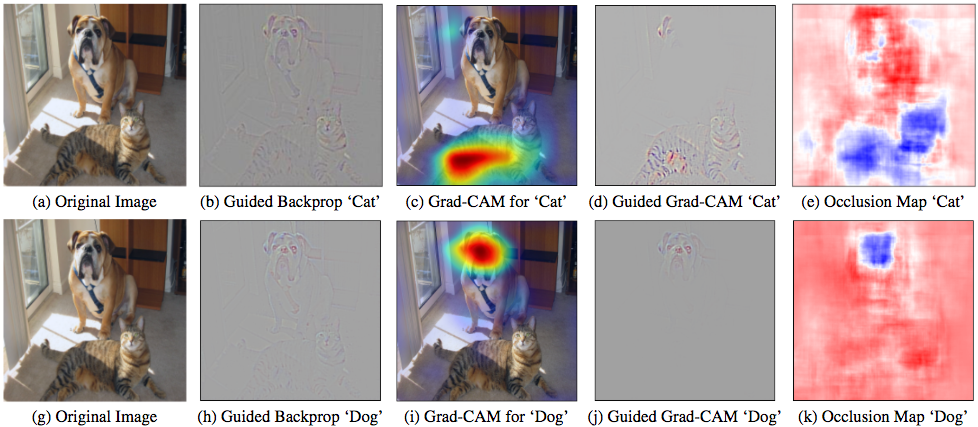 (a) Original Image
(b) Guided Backprop ‘Cat’
(c) Grad-CAM for ‘Cat’
(d) Guided Grad-CAM ‘Cat’
(e) Occlusion Map ‘Cat’
(g) Original Image
(h) Guided Backprop ‘Dog’
(i) Grad-CAM for ‘Dog’
(j) Guided Grad-CAM ‘Dog’
(k) Occlusion Map ‘Dog’